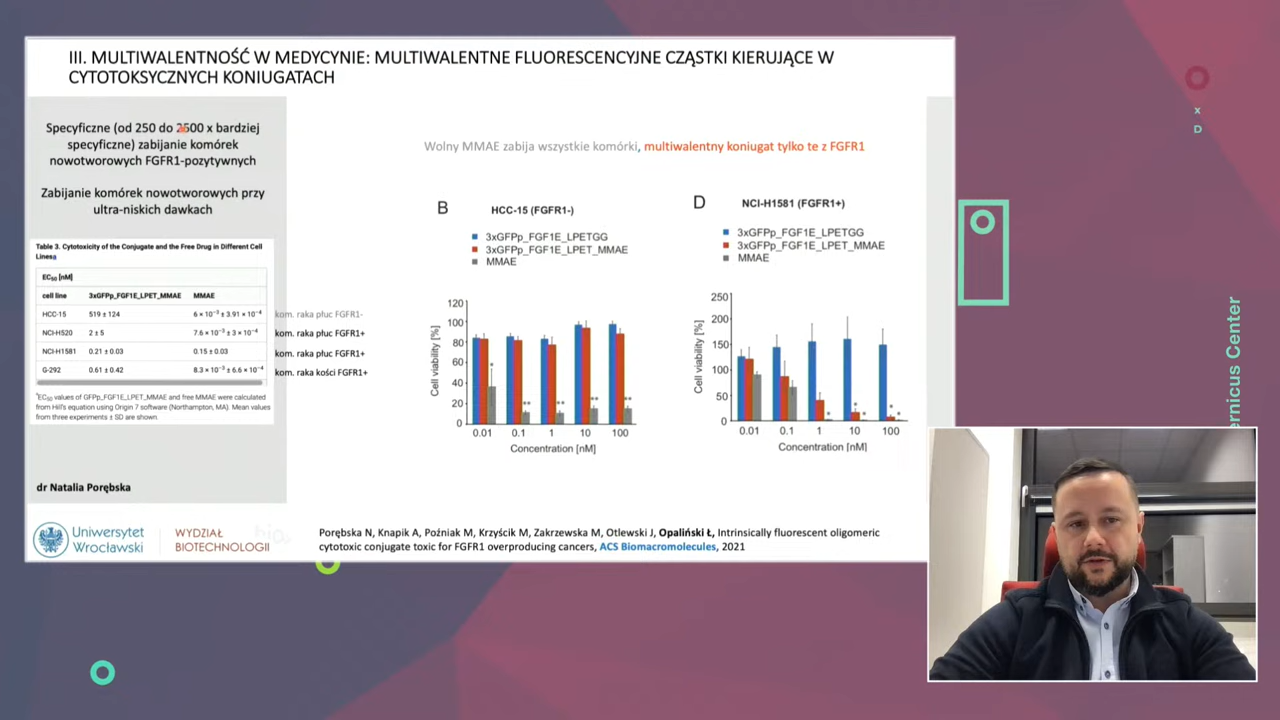 III. MULTIWALENTNOŚĆ W MEDYCYNIE: MULTIWALENTNE FLUORESCENCYJNE CZĄSTKI KIERUJĄCE W
CYTOTOKSYCZNYCH KONIUGATACH
Specyficzne (od 250 do 2500 x bardziej
specyficzne) zabijanie komórek
nowotworowych FGFR1-pozytywnych
Zabijanie komórek nowotworowych przy
ultra-niskich dawkach
Table 3. Cytotoxicity of the Conjugate and the Free Drug in Different Cell
Linesa
EC50 [nM]
cell line 3xGFPp_FGF1E_LPET_MMAE MMAE
HCC-15 519 ± 124 6 × 10⁻³ ± 3.91 × 10⁻⁴ kom. raka płuc FGFR1-
NCI-H520 2 ± 5 7.6 × 10⁻³ ± 3 × 10⁻⁴ kom. raka płuc FGFR1+
NCI-H1581 0.21 ± 0.03 0.15 ± 0.03 kom. raka płuc FGFR1+
G-292 0.61 ± 0.42 8.3 × 10⁻³ ± 6.6 × 10⁻⁴ kom. raka kości FGFR1+
ᵃEC50 values of GFPp_FGF1E_LPET_MMAE and free MMAE were calculated
from Hill's equation using Origin 7 software (Northampton, MA). Mean values
from three experiments ± SD are shown.
dr Natalia Porębska
Wolny MMAE zabija wszystkie komórki, multiwalentny koniugat tylko te z FGFR1
B HCC-15 (FGFR1-)
3xGFPp_FGF1E_LPETGG
3xGFPp_FGF1E_LPET_MMAE
MMAE
Cell viability [%]
120
100
80
60
40
20
0
* ** ** ** **
0.01 0.1 1 10 100
Concentration [nM]
D NCI-H1581 (FGFR1+)
3xGFPp_FGF1E_LPETGG
3xGFPp_FGF1E_LPET_MMAE
MMAE
Cell viability [%]
250
200
150
100
50
0
* * * * *
0.01 0.1 1 10 100
Concentration [nM]
Uniwersytet
Wrocławski
WYDZIAŁ
BIOTECHNOLOGII
Porębska N, Knapik A, Poźniak M, Krzyścik M, Zakrzewska M, Otlewski J, Opaliński Ł, Intrinsically fluorescent oligomeric
cytotoxic conjugate toxic for FGFR1 overproducing cancers, ACS Biomacromolecules, 2021
x
D
ernicus Center